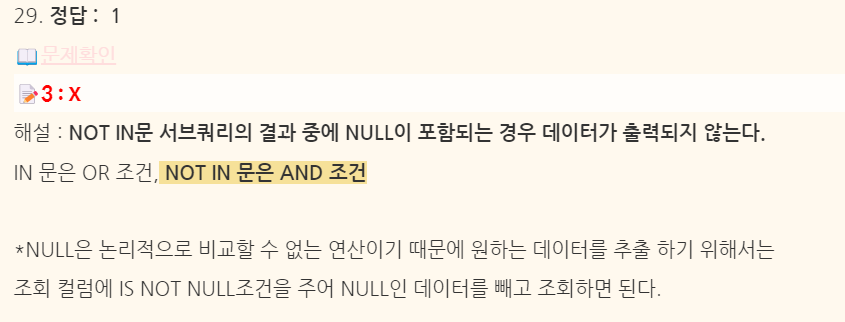 29. 정답 : 1
📖 문제확인
📝3 : X
해설 : NOT IN문 서브쿼리의 결과 중에 NULL이 포함되는 경우 데이터가 출력되지 않는다.
IN 문은 OR 조건, NOT IN 문은 AND 조건
*NULL은 논리적으로 비교할 수 없는 연산이기 때문에 원하는 데이터를 추출 하기 위해서는
조회 컬럼에 IS NOT NULL조건을 주어 NULL인 데이터를 빼고 조회하면 된다.